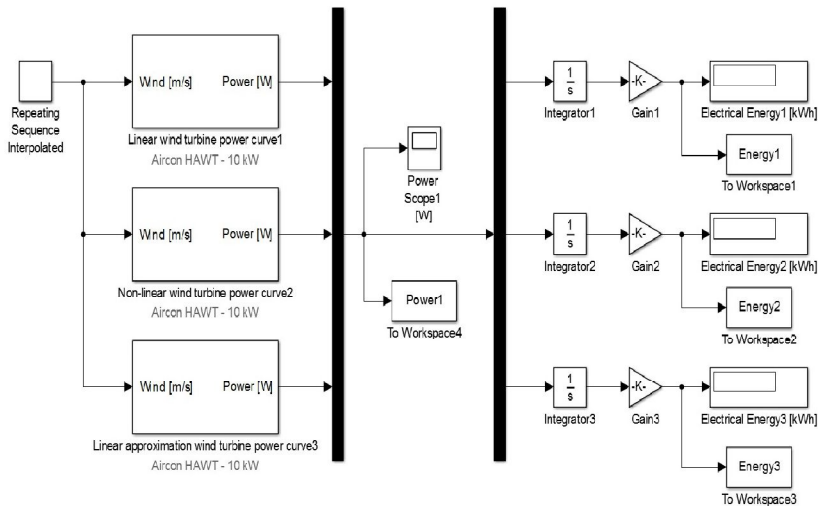 Repeating
Sequence
Interpolated
Wind [m/s] Power [W]
Linear wind turbine power curve1
Aircon HAWT - 10 kW
Wind [m/s] Power [W]
Non-linear wind turbine power curve2
Aircon HAWT - 10 kW
Wind [m/s] Power [W]
Linear approximation wind turbine power curve3
Aircon HAWT - 10 kW
Power
Scope1
[W]
Power1
To Workspace4
1
s
Integrator1
-K-
Gain1
Electrical Energy1 [kWh]
Energy1
To Workspace1
1
s
Integrator2
-K-
Gain2
Electrical Energy2 [kWh]
Energy2
To Workspace2
1
s
Integrator3
-K-
Gain3
Electrical Energy3 [kWh]
Energy3
To Workspace3